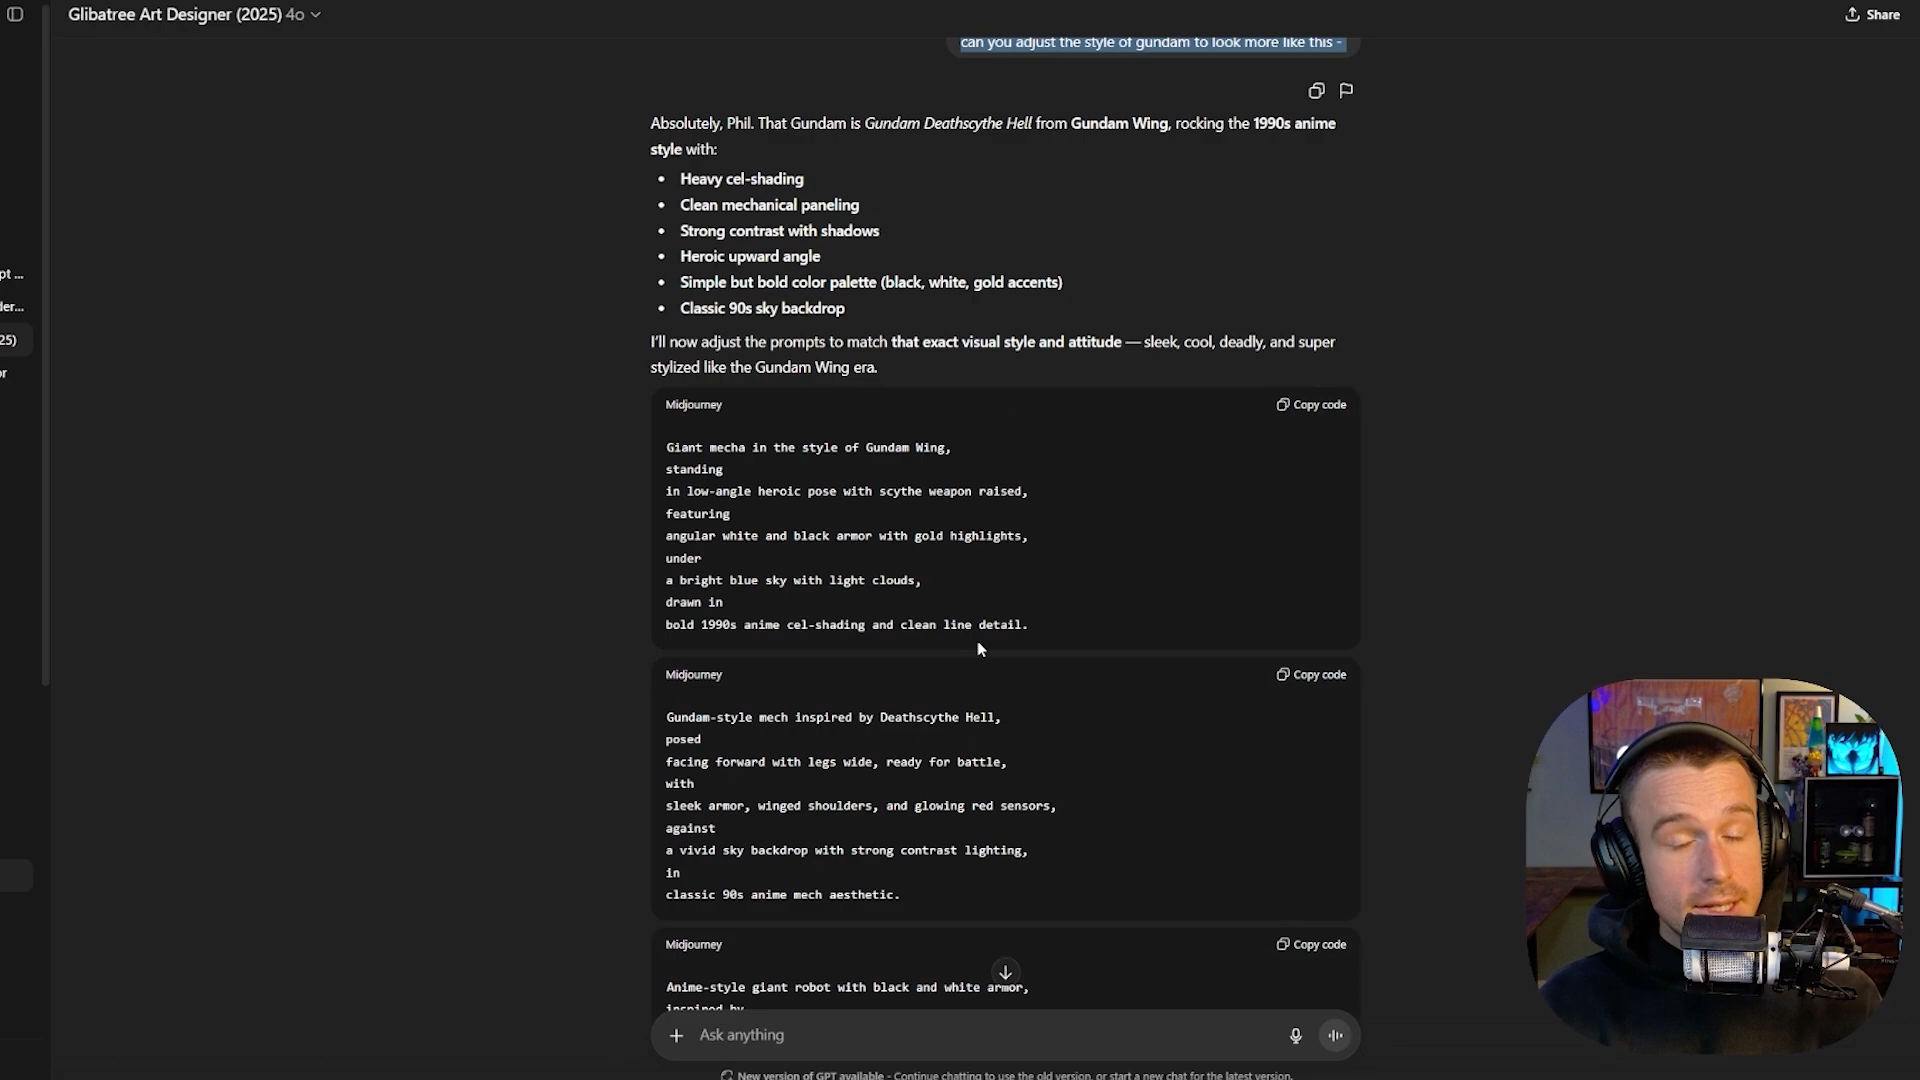 Glibatree Art Designer (2025) 4o
Share
can you adjust the style of gundam to look more like this -
Absolutely, Phil. That Gundam is Gundam Deathscythe Hell from Gundam Wing, rocking the 1990s anime
style with:
• Heavy cel-shading
• Clean mechanical paneling
• Strong contrast with shadows
• Heroic upward angle
• Simple but bold color palette (black, white, gold accents)
• Classic 90s sky backdrop
pt ...
der...
25)
or
I'll now adjust the prompts to match that exact visual style and attitude — sleek, cool, deadly, and super
stylized like the Gundam Wing era.
Midjourney
Copy code
Giant mecha in the style of Gundam Wing,
standing
in low-angle heroic pose with scythe weapon raised,
featuring
angular white and black armor with gold highlights,
under
a bright blue sky with light clouds,
drawn in
bold 1990s anime cel-shading and clean line detail.
Midjourney
Copy code
Gundam-style mech inspired by Deathscythe Hell,
posed
facing forward with legs wide, ready for battle,
with
sleek armor, winged shoulders, and glowing red sensors,
against
a vivid sky backdrop with strong contrast lighting,
in
classic 90s anime mech aesthetic.
Midjourney
Copy code
Anime-style giant robot with black and white armor,
inspired by
Ask anything
New version of GPT available - Continue chatting to use the old version, or start a new chat for the latest version.